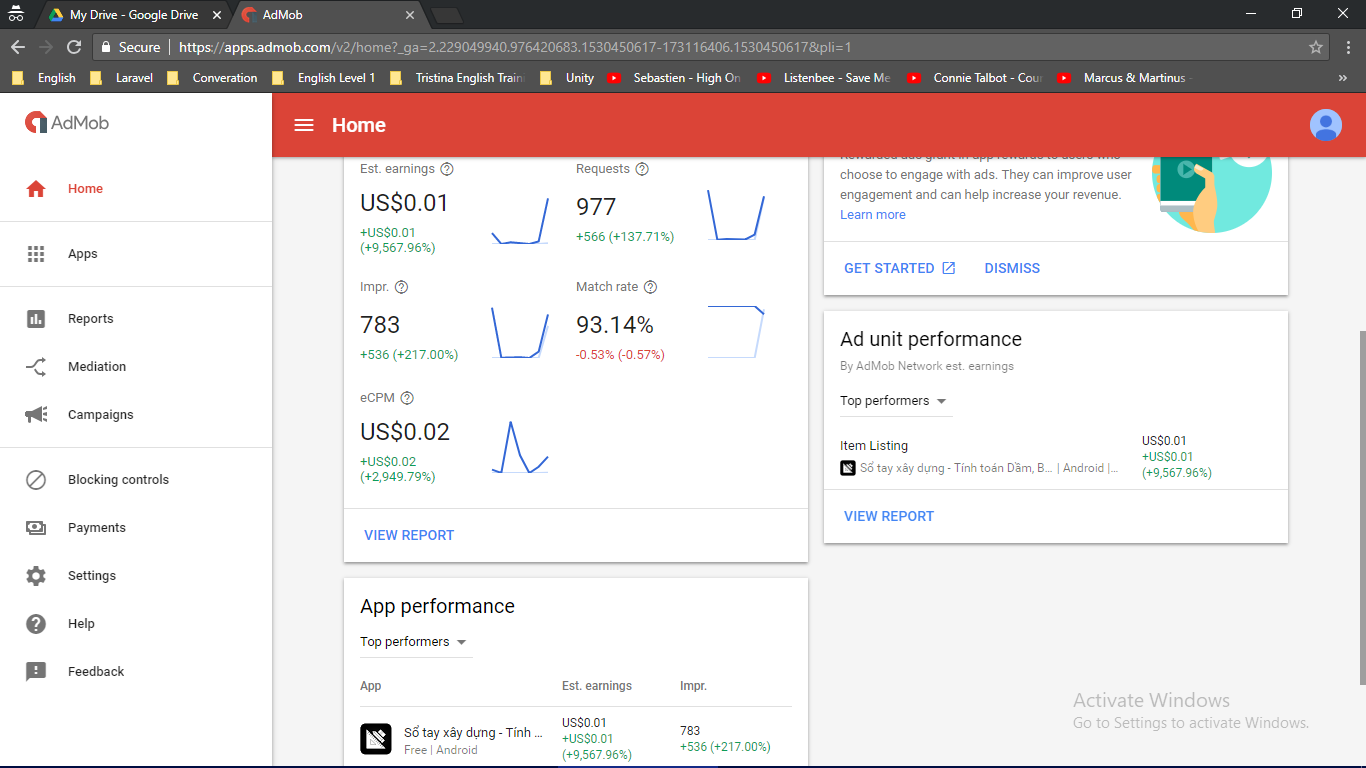 My Drive - Google Drive
AdMob
Secure
https://apps.admob.com/v2/home?_ga=2.229049940.976420683.1530450617-173116406.1530450617&pli=1
English
Laravel
Converation
English Level 1
Tristina English Train
Unity
Sebastien - High On
Listenbee - Save Me
Connie Talbot - Cour
Marcus & Martinus -
»
AdMob
Home
Home
Apps
Reports
Mediation
Campaigns
Blocking controls
Payments
Settings
Help
Feedback
Est. earnings
US$0.01
+US$0.01
(+9,567.96%)
Requests
977
+566 (+137.71%)
Impr.
783
+536 (+217.00%)
Match rate
93.14%
-0.53% (-0.57%)
eCPM
US$0.02
+US$0.02
(+2,949.79%)
VIEW REPORT
App performance
Top performers
App Est. earnings Impr.
Sổ tay xây dựng - Tính ...
Free | Android
US$0.01
+US$0.01
(+9,567.96%)
783
+536 (+217.00%)
Rewarded ads grant in app rewards to users who
choose to engage with ads. They can improve user
engagement and can help increase your revenue.
Learn more
GET STARTED
DISMISS
Ad unit performance
By AdMob Network est. earnings
Top performers
Item Listing
Sổ tay xây dựng - Tính toán Dầm, B... | Android |...
US$0.01
+US$0.01
(+9,567.96%)
VIEW REPORT
Activate Windows
Go to Settings to activate Windows.